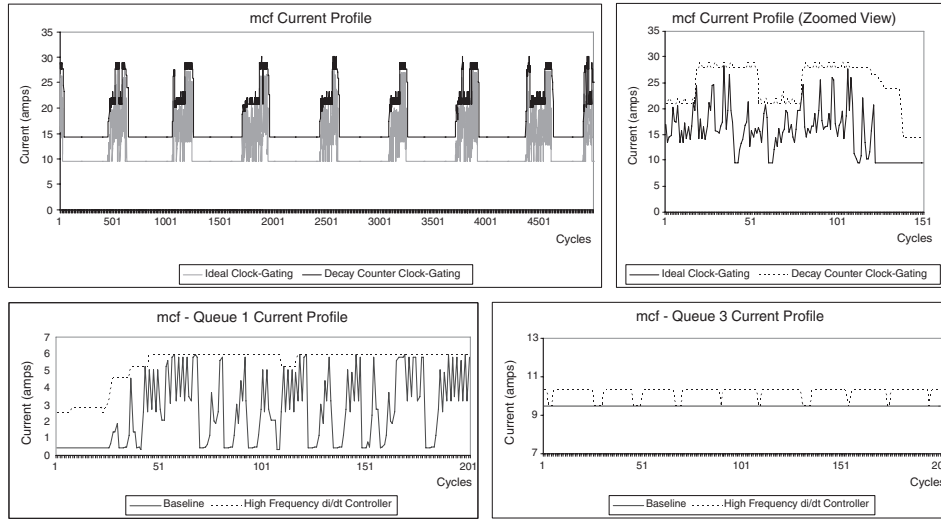 mcf Current Profile
35
30
25
20
15
10
5
0
Current (amps)
1
501
1001
1501
2001
2501
3001
3501
4001
4501
Cycles
Ideal Clock-Gating
Decay Counter Clock-Gating
mcf Current Profile (Zoomed View)
35
30
25
20
15
10
5
0
Current (amps)
1
51
101
151
Cycles
Ideal Clock-Gating
Decay Counter Clock-Gating
mcf - Queue 1 Current Profile
7
6
5
4
3
2
1
0
Current (amps)
1
51
101
151
201
Cycles
Baseline
High Frequency di/dt Controller
mcf - Queue 3 Current Profile
13
11
9
7
Current (amps)
1
51
101
151
Cycles
Baseline
High Frequency di/dt Controller